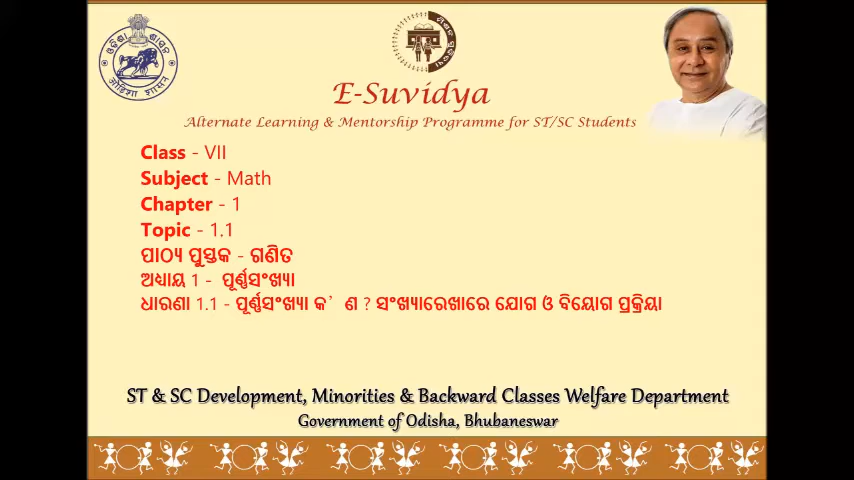 E-Suvidya
Alternate Learning & Mentorship Programme for ST/SC Students
Class - VII
Subject - Math
Chapter - 1
Topic - 1.1
ପାଠ୍ୟ ପୁସ୍ତକ - ଗଣିତ
ଅଧ୍ୟାୟ 1 - ପୂର୍ଣ୍ଣସଂଖ୍ୟା
ଧାରଣା 1.1 - ପୂର୍ଣ୍ଣସଂଖ୍ୟା କ’ ଣ ? ସଂଖ୍ୟାରେଖାରେ ଯୋଗ ଓ ବିୟୋଗ ପ୍ରକ୍ରିୟା
ST & SC Development, Minorities & Backward Classes Welfare Department
Government of Odisha, Bhubaneswar